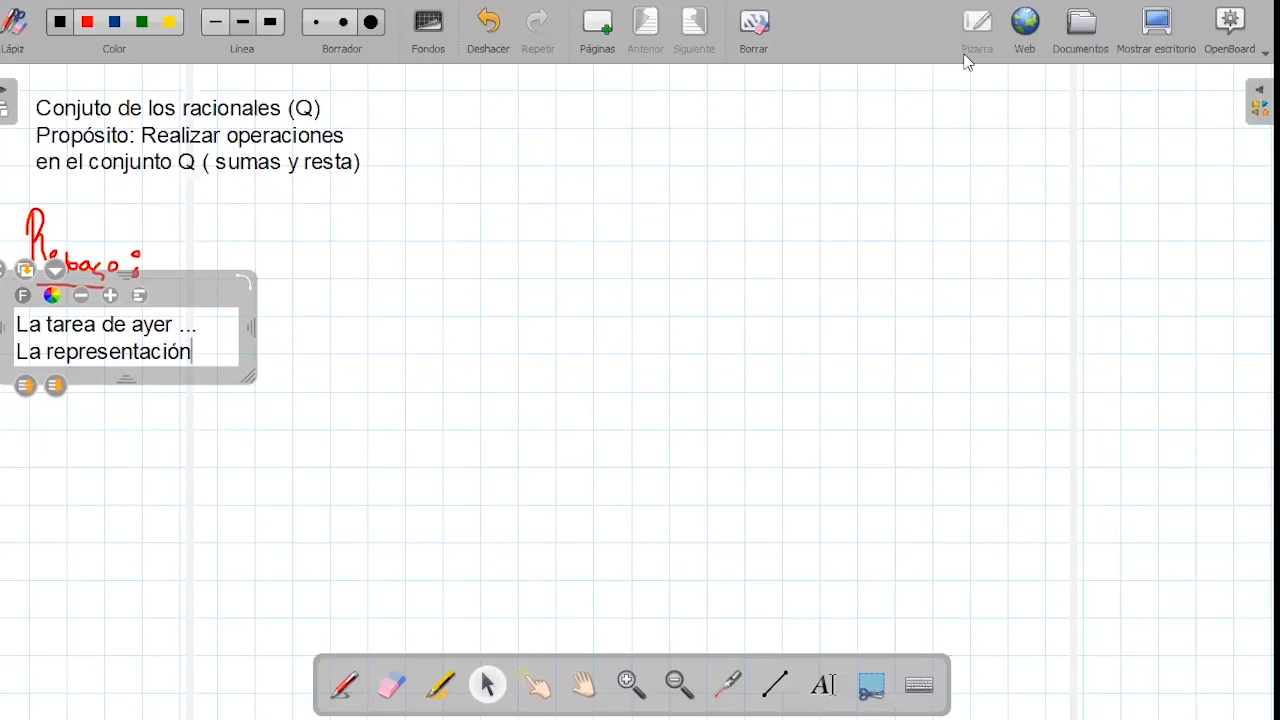 Lápiz
Color
Línea
Borrador
Fondos
Deshacer
Repetir
Páginas
Anterior
Siguiente
Borrar
Pizarra
Web
Documentos
Mostrar escritorio
OpenBoard
Conjuto de los racionales (Q)
Propósito: Realizar operaciones
en el conjunto Q ( sumas y resta)
F
La tarea de ayer ...
La representación
AI